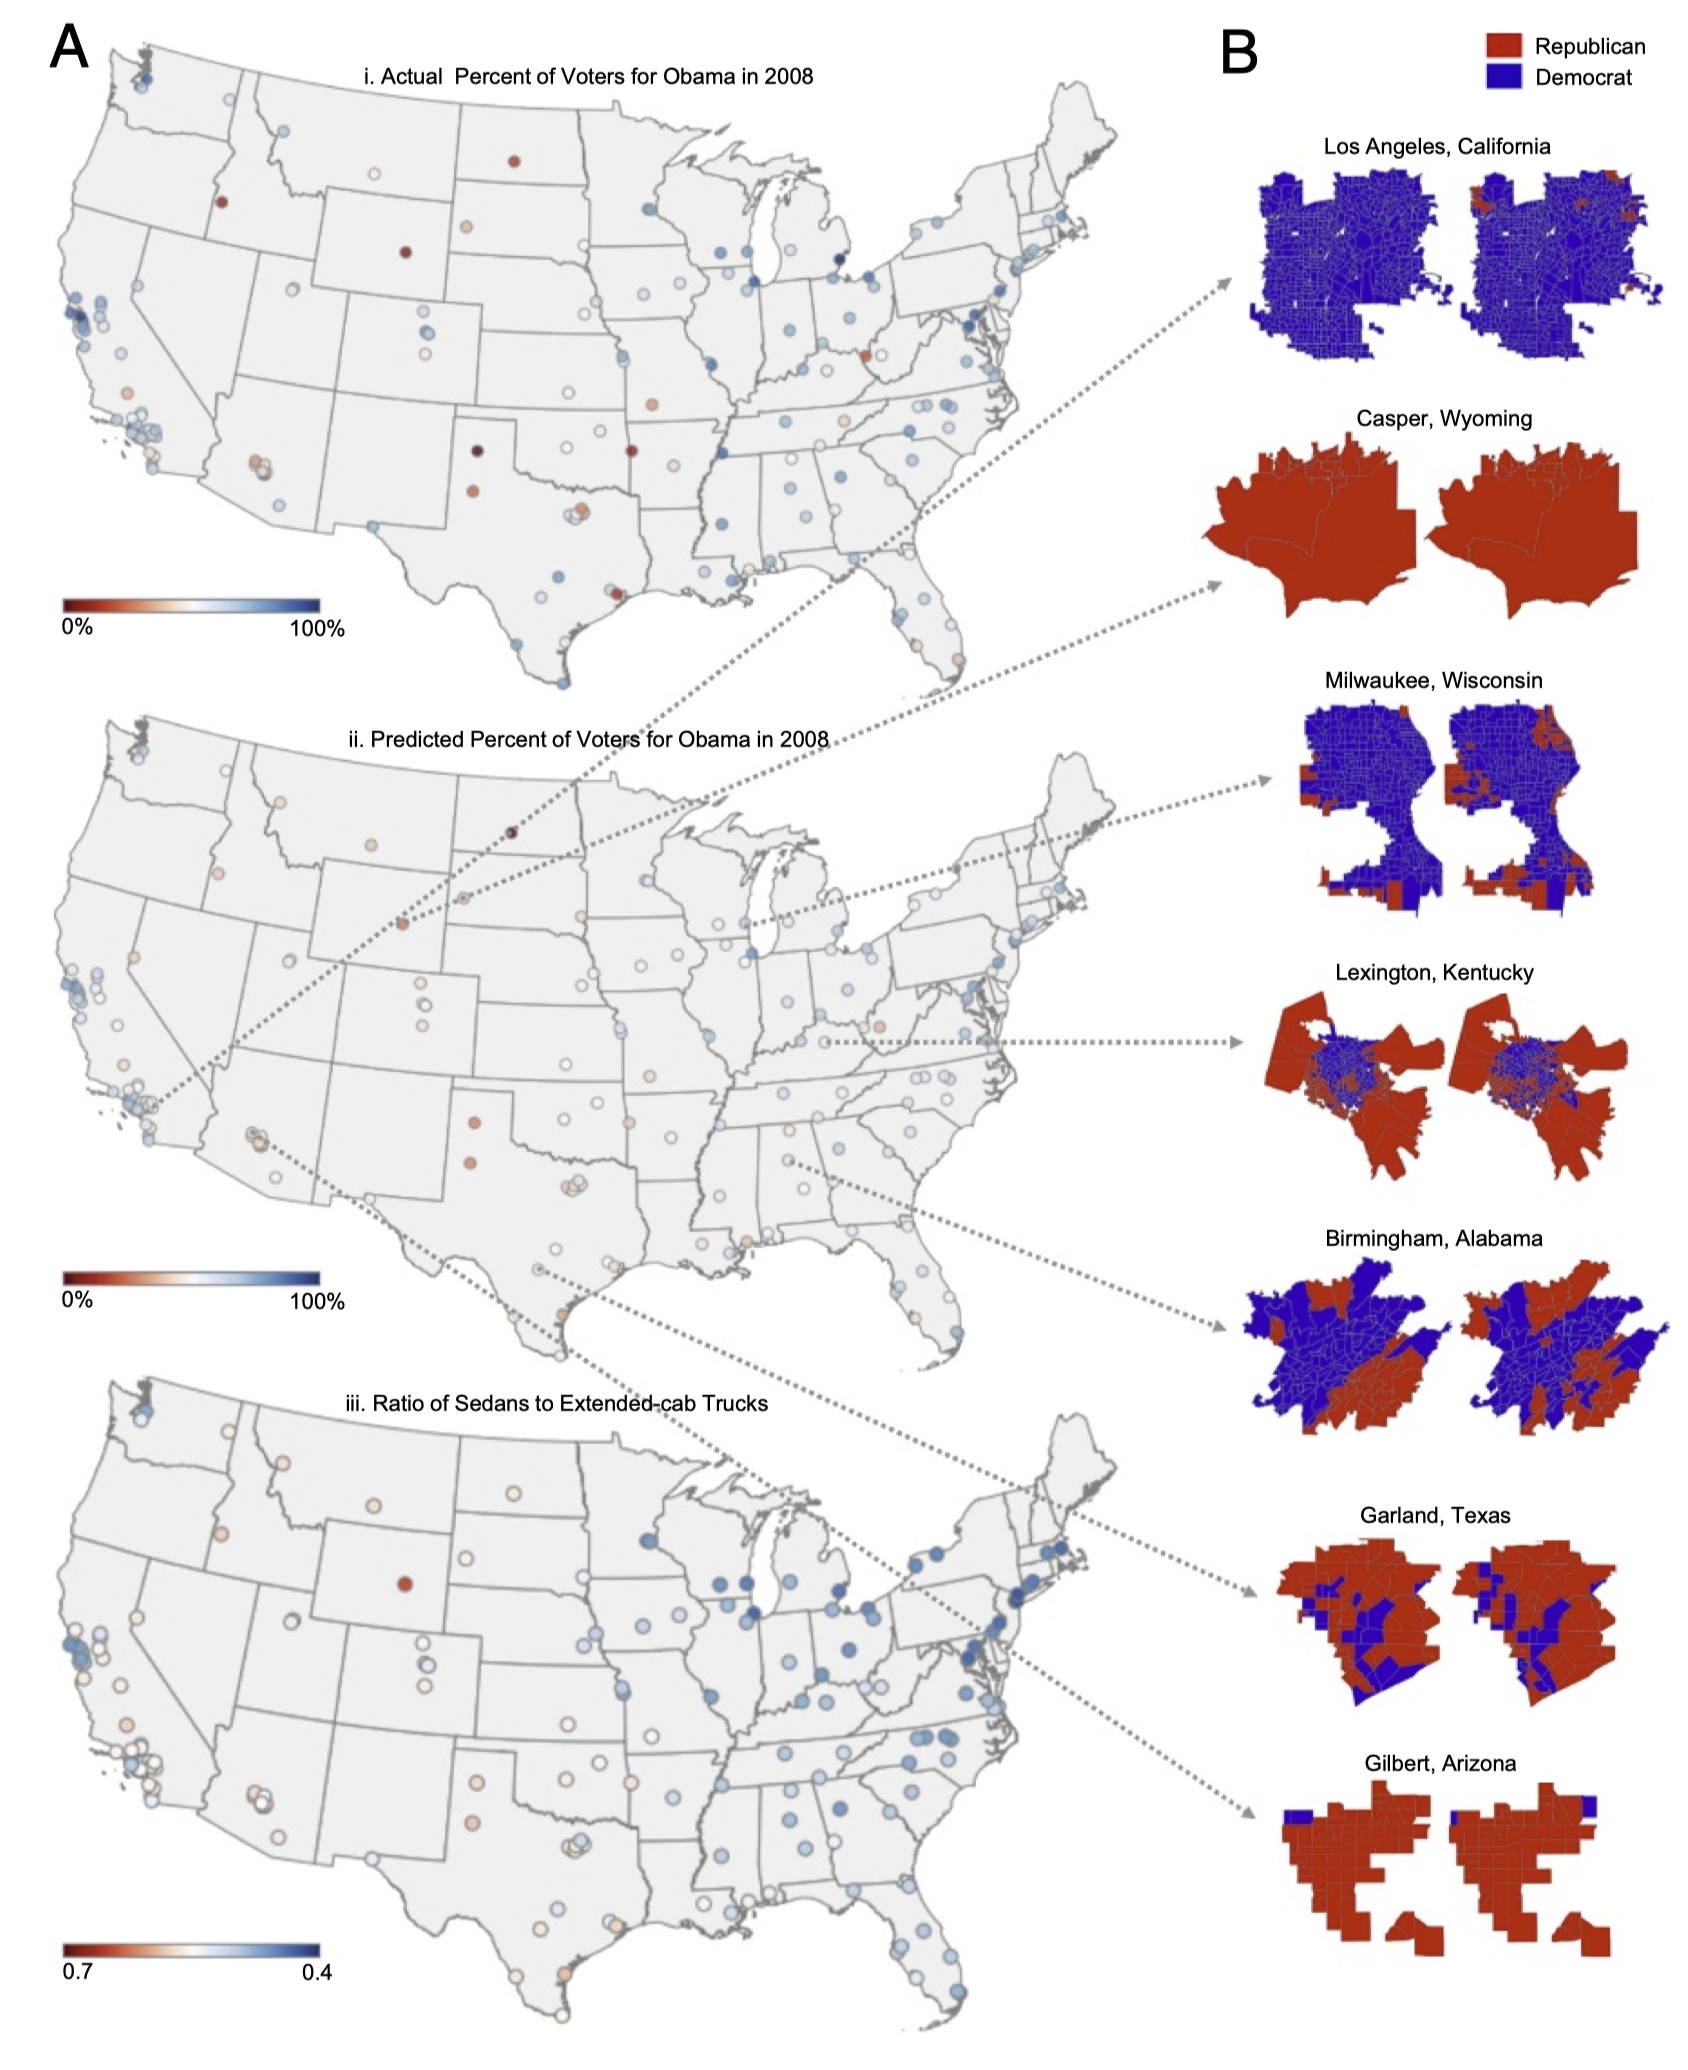 A
i. Actual Percent of Voters for Obama in 2008
0%
100%
ii. Predicted Percent of Voters for Obama in 2008
0%
100%
iii. Ratio of Sedans to Extended-cab Trucks
0.7
0.4
B
Republican
Democrat
Los Angeles, California
Casper, Wyoming
Milwaukee, Wisconsin
Lexington, Kentucky
Birmingham, Alabama
Garland, Texas
Gilbert, Arizona